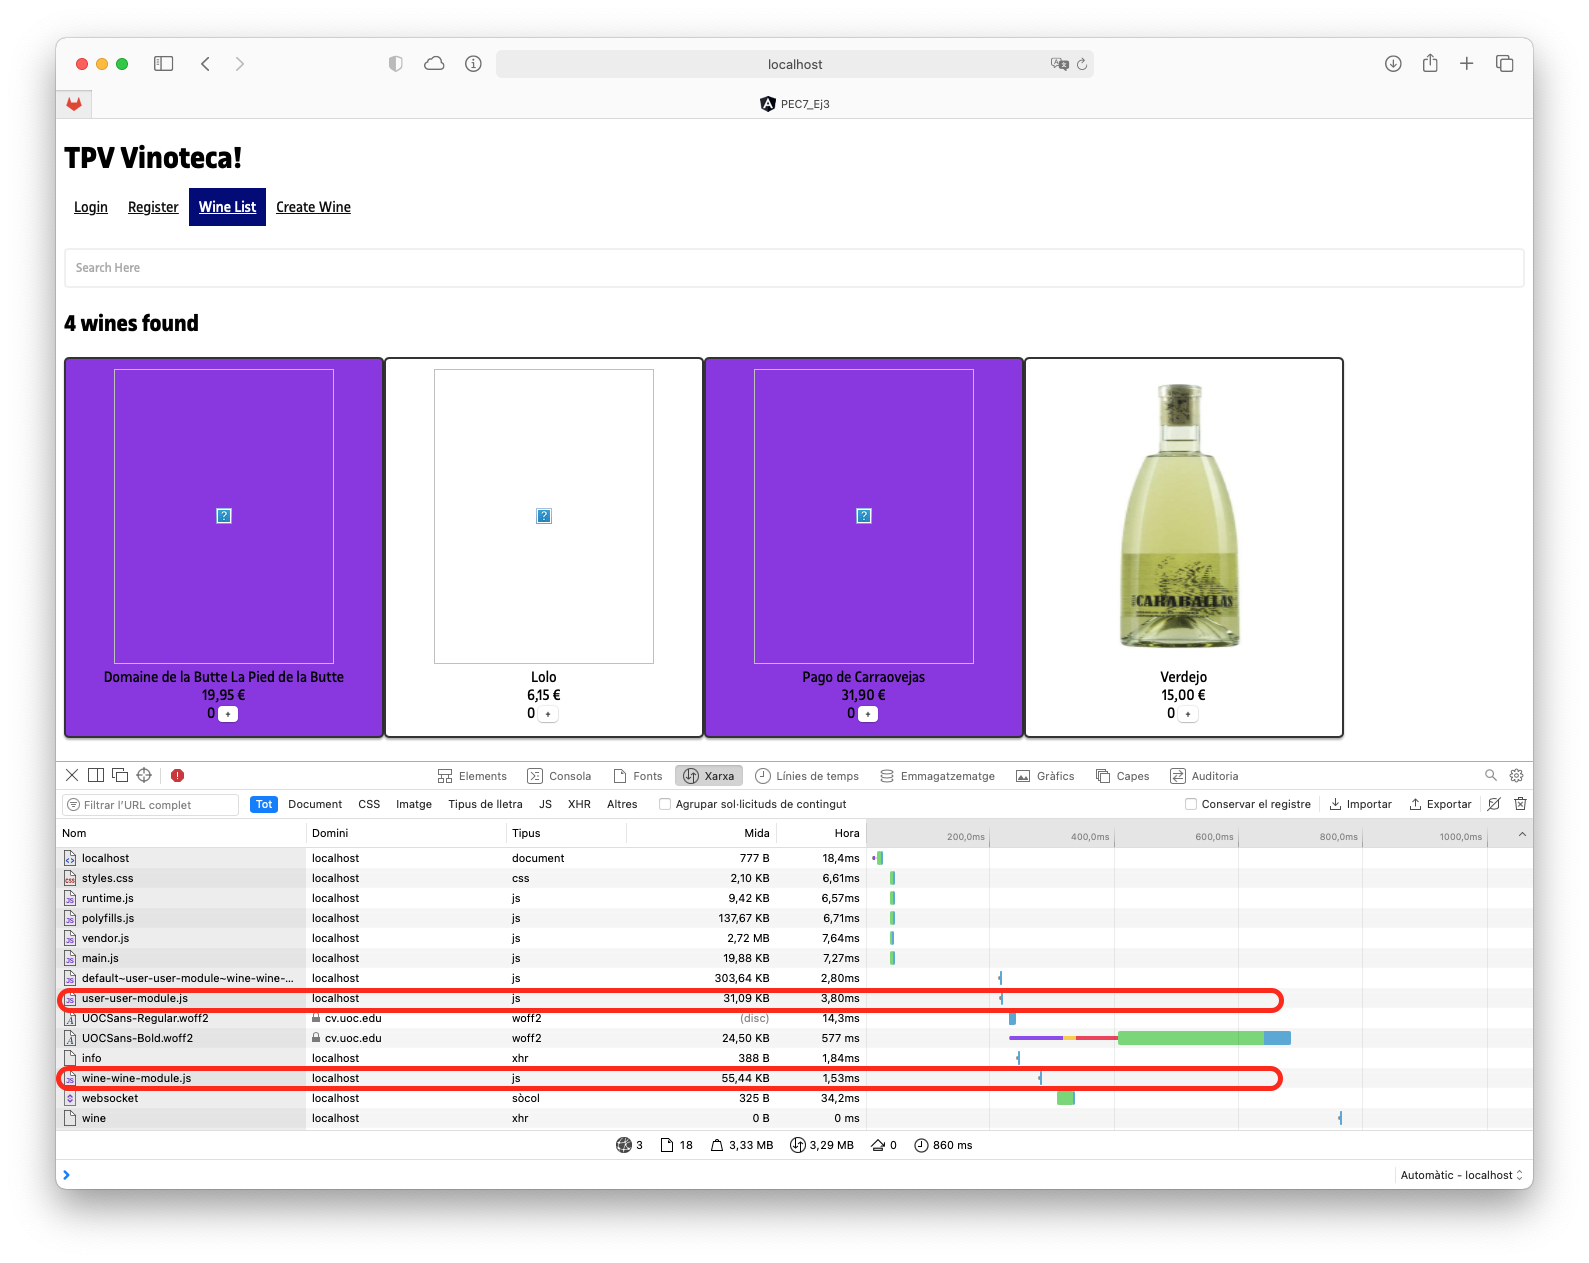 localhost
PEC7_Ej3
TPV Vinoteca!
Login Register Wine List Create Wine
Search Here
4 wines found
CARABALLAS
Domaine de la Butte La Pied de la Butte
19,95 €
0 +
Lolo
6,15 €
0 +
Pago de Carraovejas
31,90 €
0 +
Verdejo
15,00 €
0 +
Elements Consola Fonts Xarxa Línies de temps Emmagatzematge Gràfics Capes Auditoria
Filtrar l'URL complet Tot Document CSS Imatge Tipus de lletra JS XHR Altres Agrupar sol·licituds de contingut Conservar el registre Importar Exportar
Nom Domini Tipus Mida Hora 200,0ms 400,0ms 600,0ms 800,0ms 1000,0ms
localhost localhost document 777 B 18,4ms
styles.css localhost css 2,10 KB 6,61ms
runtime.js localhost js 9,42 KB 6,57ms
polyfills.js localhost js 137,67 KB 6,71ms
vendor.js localhost js 2,72 MB 7,64ms
main.js localhost js 19,88 KB 7,27ms
default~user-user-module~wine-wine-... localhost js 303,64 KB 2,80ms
user-user-module.js localhost js 31,09 KB 3,80ms
UOCSans-Regular.woff2 cv.uoc.edu woff2 (disc) 14,3ms
UOCSans-Bold.woff2 cv.uoc.edu woff2 24,50 KB 577 ms
info localhost xhr 388 B 1,84ms
wine-wine-module.js localhost js 55,44 KB 1,53ms
websocket localhost sòcol 325 B 34,2ms
wine localhost xhr 0 B 0 ms
3 18 3,33 MB 3,29 MB 0 860 ms
Automàtic - localhost